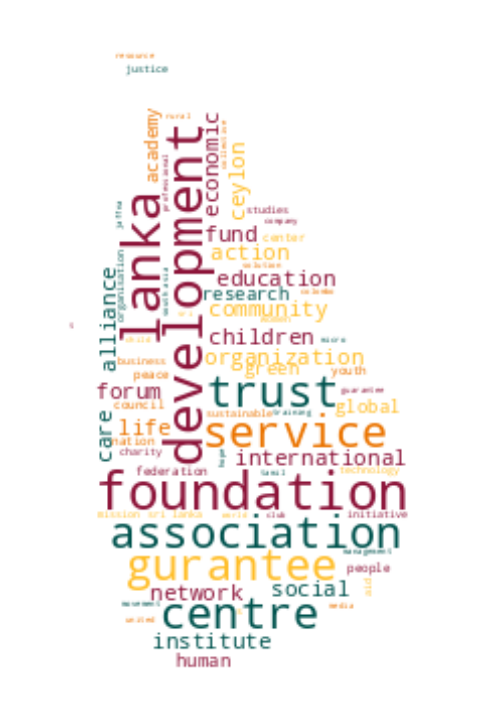 resource
justice
rural
academy
lanka
development
economic
ceylon
professional
studies
company
jaffna
fund
center
action
solution
education
colombo
organisation
south asia
research
alliance
community
women
children
micro
child
organization
green
business
peace
youth
forum
trust
guarantee
council
global
sustainable
training
care
life
service
nation
charity
hope
international
federation
tamil
technology
foundation
mission
sri lanka
world
club
initiative
association
management
gurantee
people
aid
network
social
movement
centre
media
united
institute
human